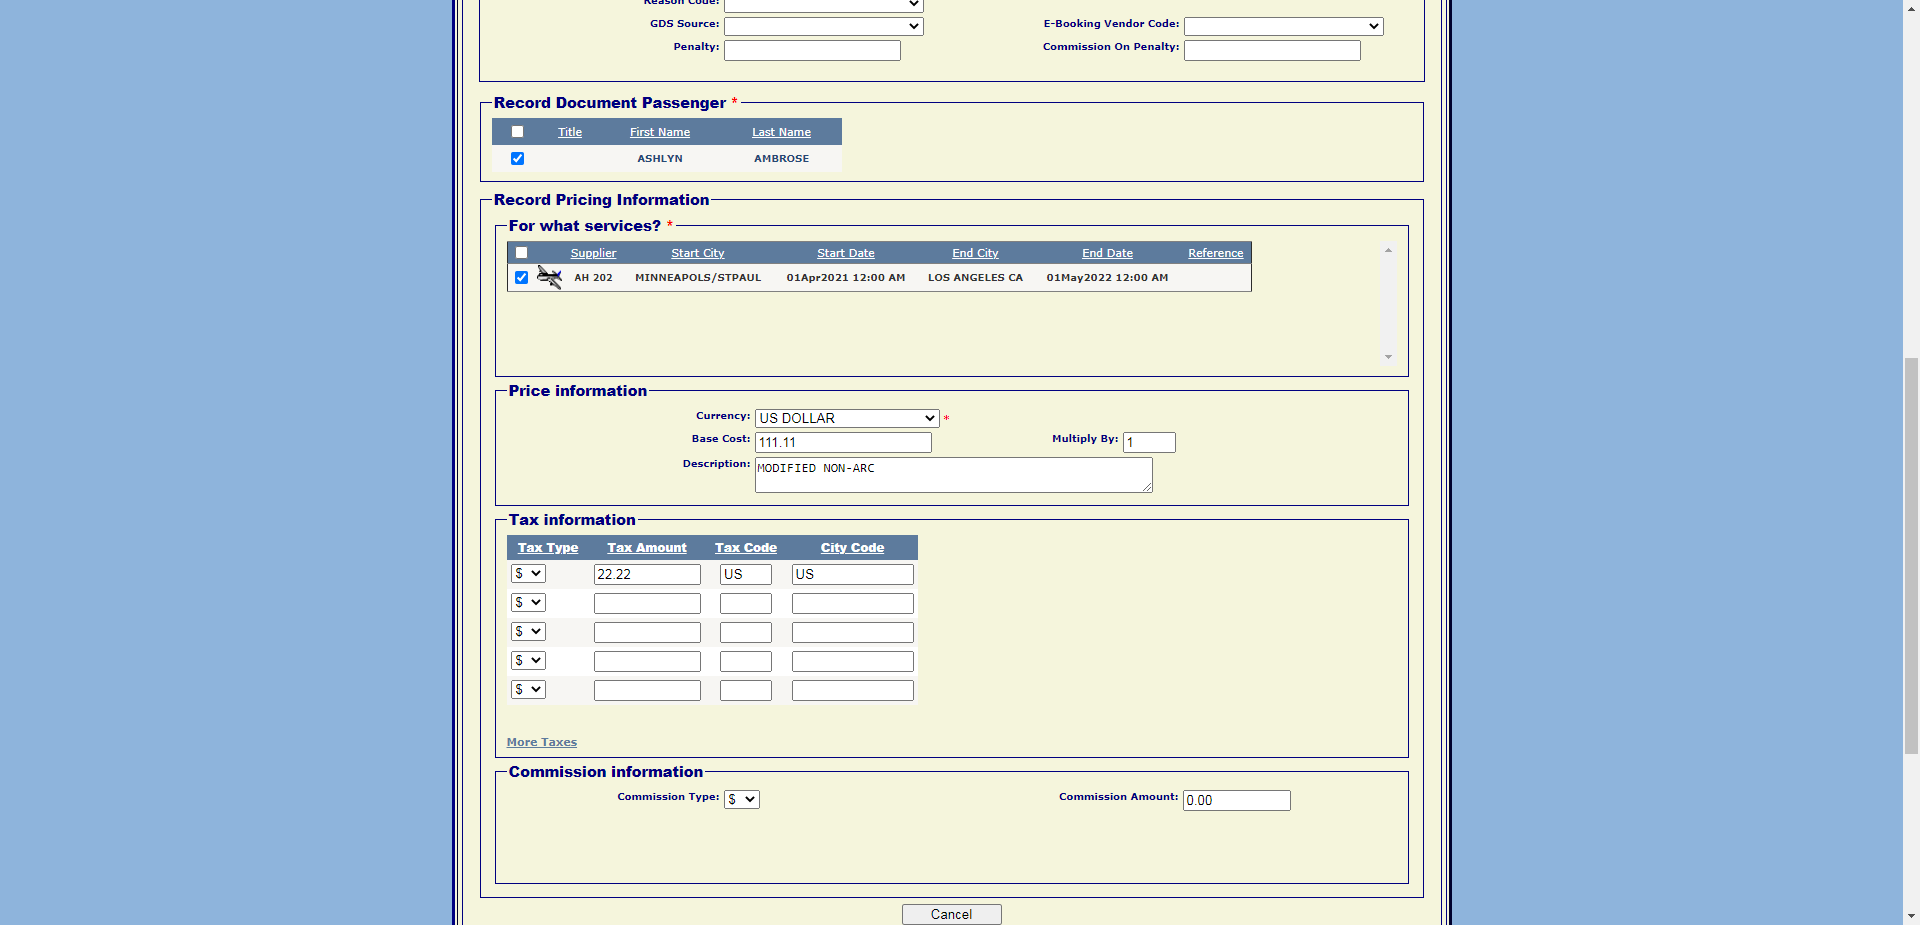 Reason Code:
GDS Source:
E-Booking Vendor Code:
Penalty:
Commission On Penalty:
Record Document Passenger *
Title First Name Last Name
ASHLYN AMBROSE
Record Pricing Information
For what services? *
Supplier Start City Start Date End City End Date Reference
AH 202 MINNEAPOLS/STPAUL 01Apr2021 12:00 AM LOS ANGELES CA 01May2022 12:00 AM
Price information
Currency: US DOLLAR *
Base Cost: 111.11 Multiply By: 1
Description: MODIFIED NON-ARC
Tax information
Tax Type Tax Amount Tax Code City Code
$ 22.22 US US
$
$
$
$
More Taxes
Commission information
Commission Type: $ Commission Amount: 0.00
Cancel